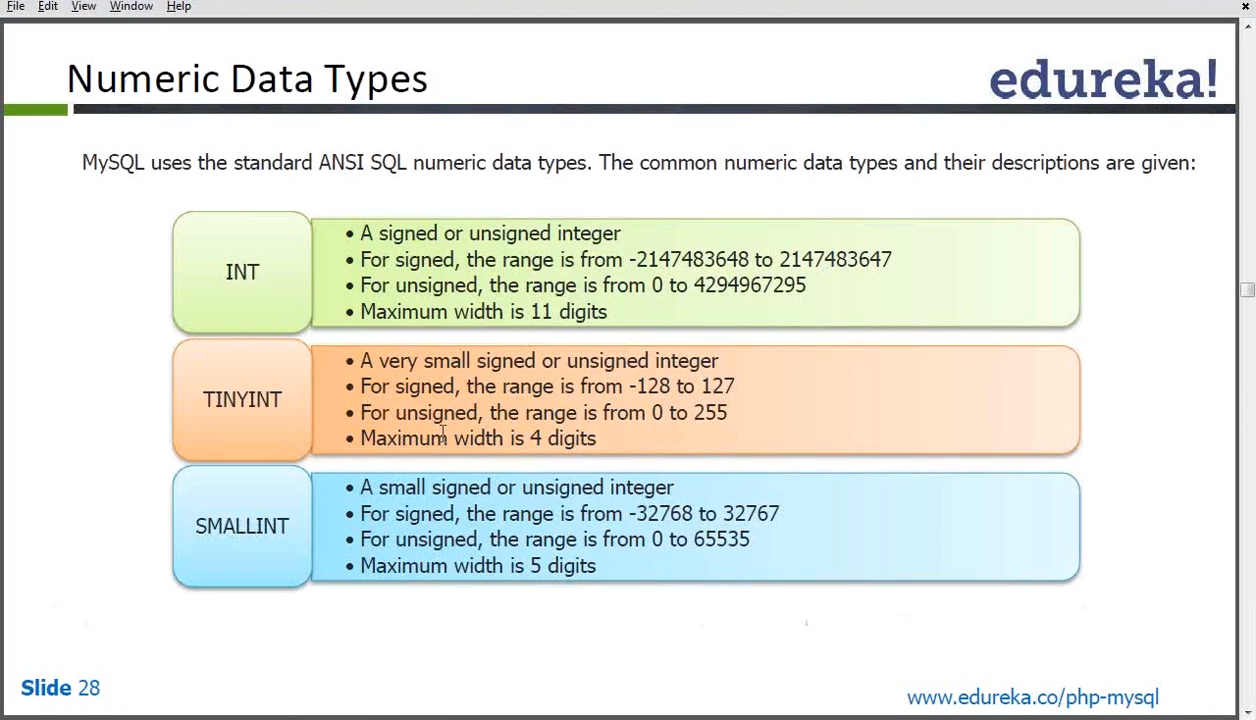 File Edit View Window Help
Numeric Data Types
edureka!
MySQL uses the standard ANSI SQL numeric data types. The common numeric data types and their descriptions are given:
INT
• A signed or unsigned integer
• For signed, the range is from -2147483648 to 2147483647
• For unsigned, the range is from 0 to 4294967295
• Maximum width is 11 digits
TINYINT
• A very small signed or unsigned integer
• For signed, the range is from -128 to 127
• For unsigned, the range is from 0 to 255
• Maximum width is 4 digits
SMALLINT
• A small signed or unsigned integer
• For signed, the range is from -32768 to 32767
• For unsigned, the range is from 0 to 65535
• Maximum width is 5 digits
Slide 28
www.edureka.co/php-mysql